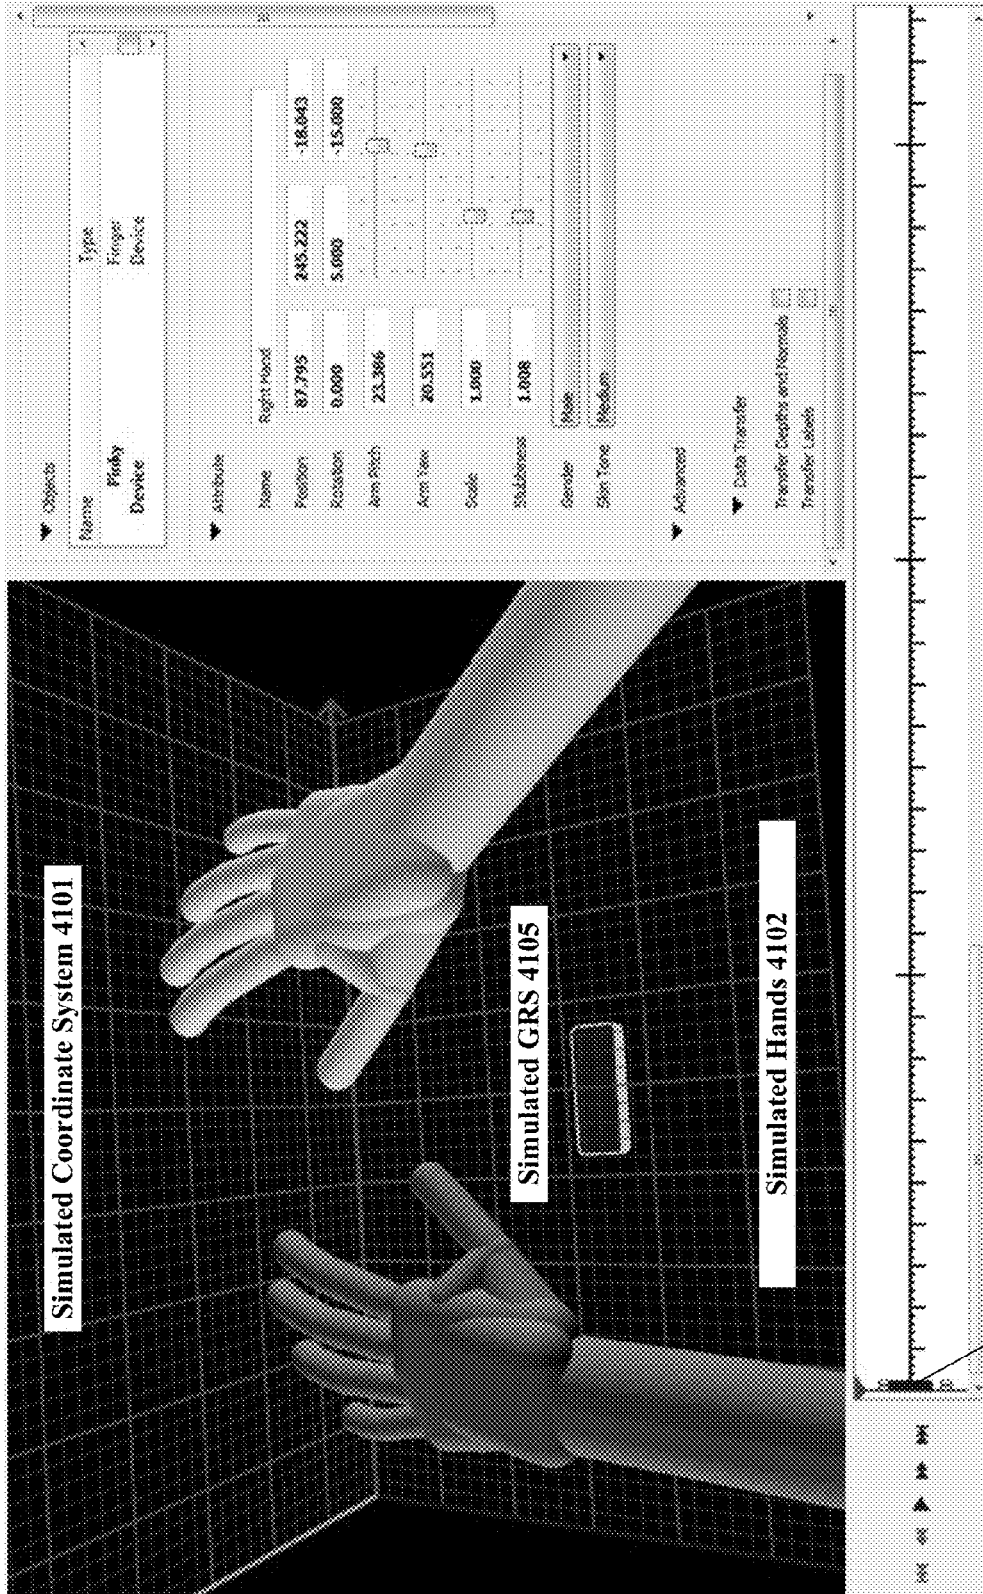 Simulated Coordinate System 4101
Simulated GRS 4105
Simulated Hands 4102
Objects
Name Type
Pinky Finger
Device Device
Attribute
Name Right Hand
Position 87.795 245.222 -18.043
Rotation 0.000 5.000 -15.000
Arm Pitch 23.386
Arm Yaw 20.551
Scale 1.000
Stubbiness 1.008
Gender Male
Skin Tone Medium
Advanced
Data Transfer
Transfer Depths and Normals
Transfer Labels